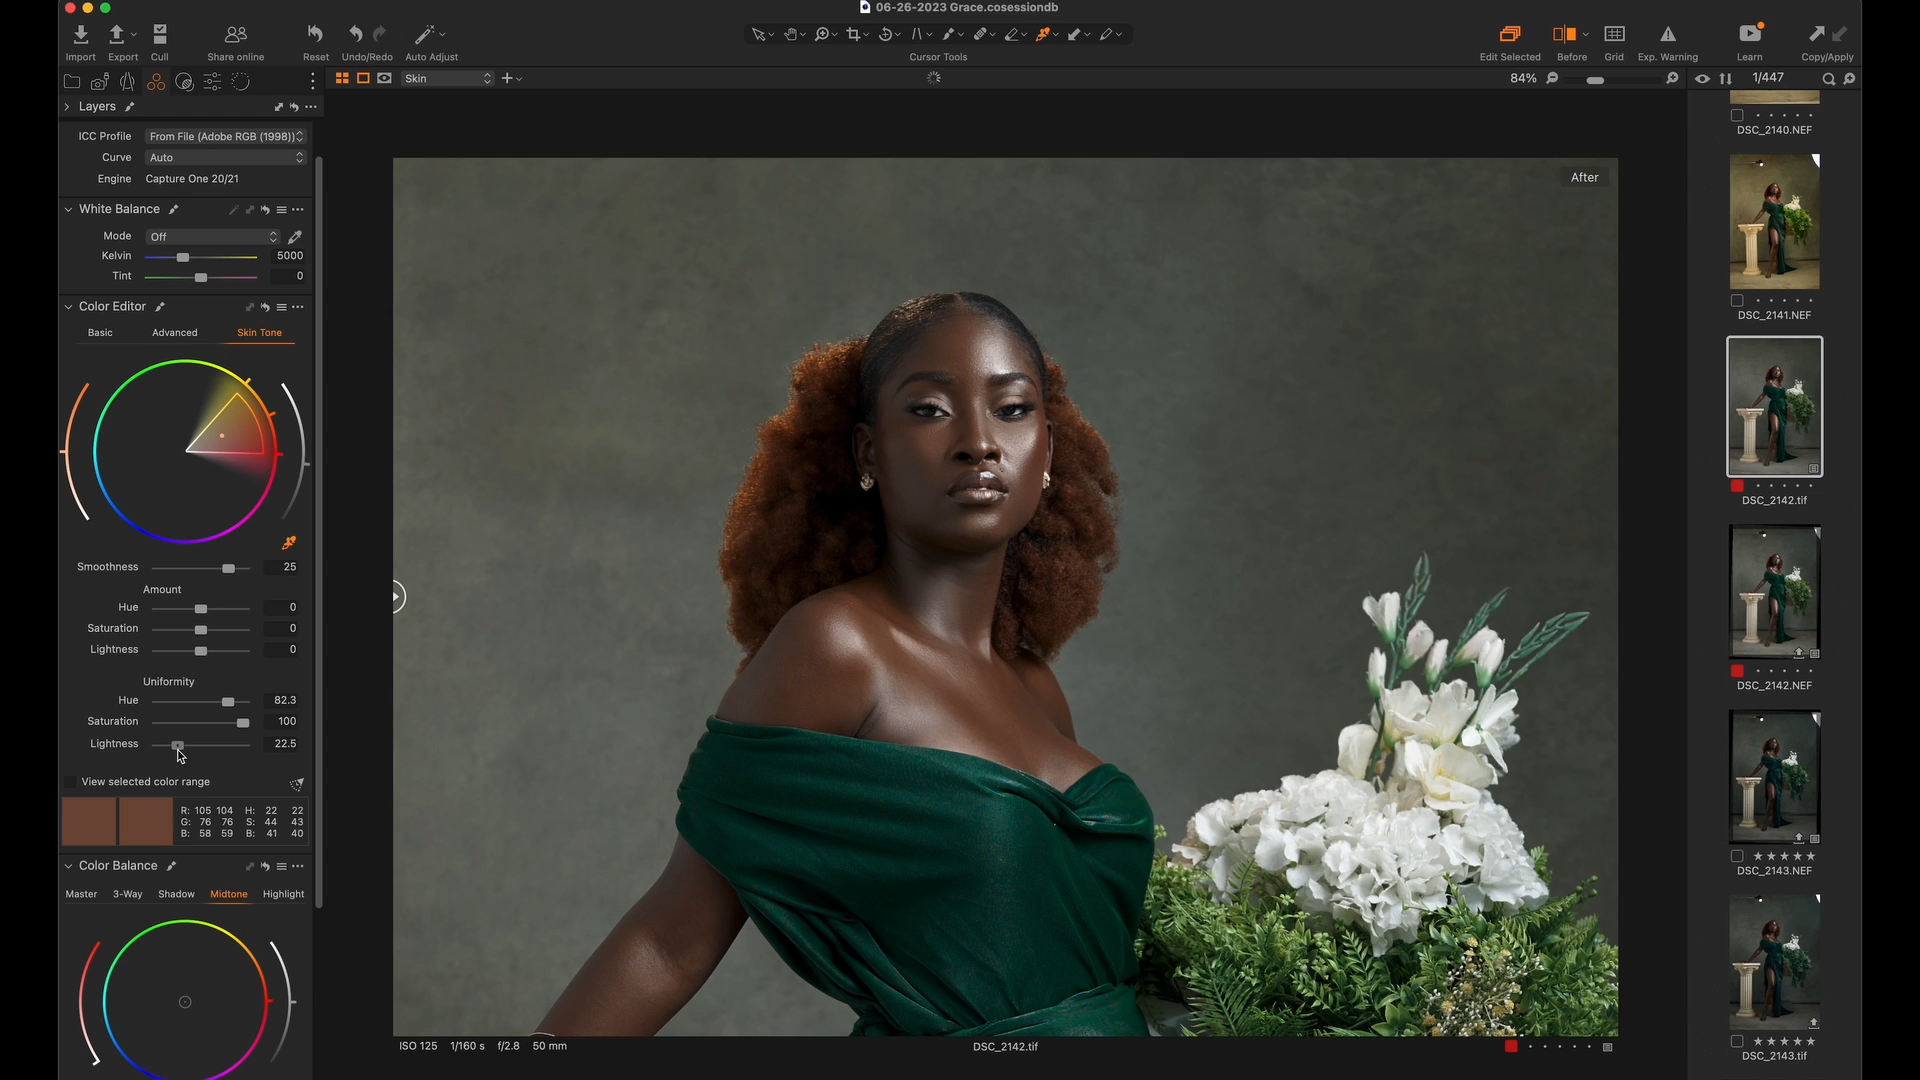 06-26-2023 Grace.cosessiondb
Import Export Cull Share online Reset Undo/Redo Auto Adjust Cursor Tools Edit Selected Before Grid Exp. Warning Learn Copy/Apply
Skin
84%
1/447
Layers
ICC Profile From File (Adobe RGB (1998))
Curve Auto
Engine Capture One 20/21
White Balance
Mode Off
Kelvin 5000
Tint 0
Color Editor
Basic Advanced Skin Tone
Smoothness 25
Amount
Hue 0
Saturation 0
Lightness 0
Uniformity
Hue 82.3
Saturation 100
Lightness 22.5
View selected color range
R: 105 104 H: 22 22
G: 76 76 S: 44 43
B: 58 59 B: 41 40
Color Balance
Master 3-Way Shadow Midtone Highlight
After
ISO 125 1/160 s f/2.8 50 mm
DSC_2142.tif
DSC_2140.NEF
DSC_2141.NEF
DSC_2142.tif
DSC_2142.NEF
DSC_2143.NEF
DSC_2143.tif